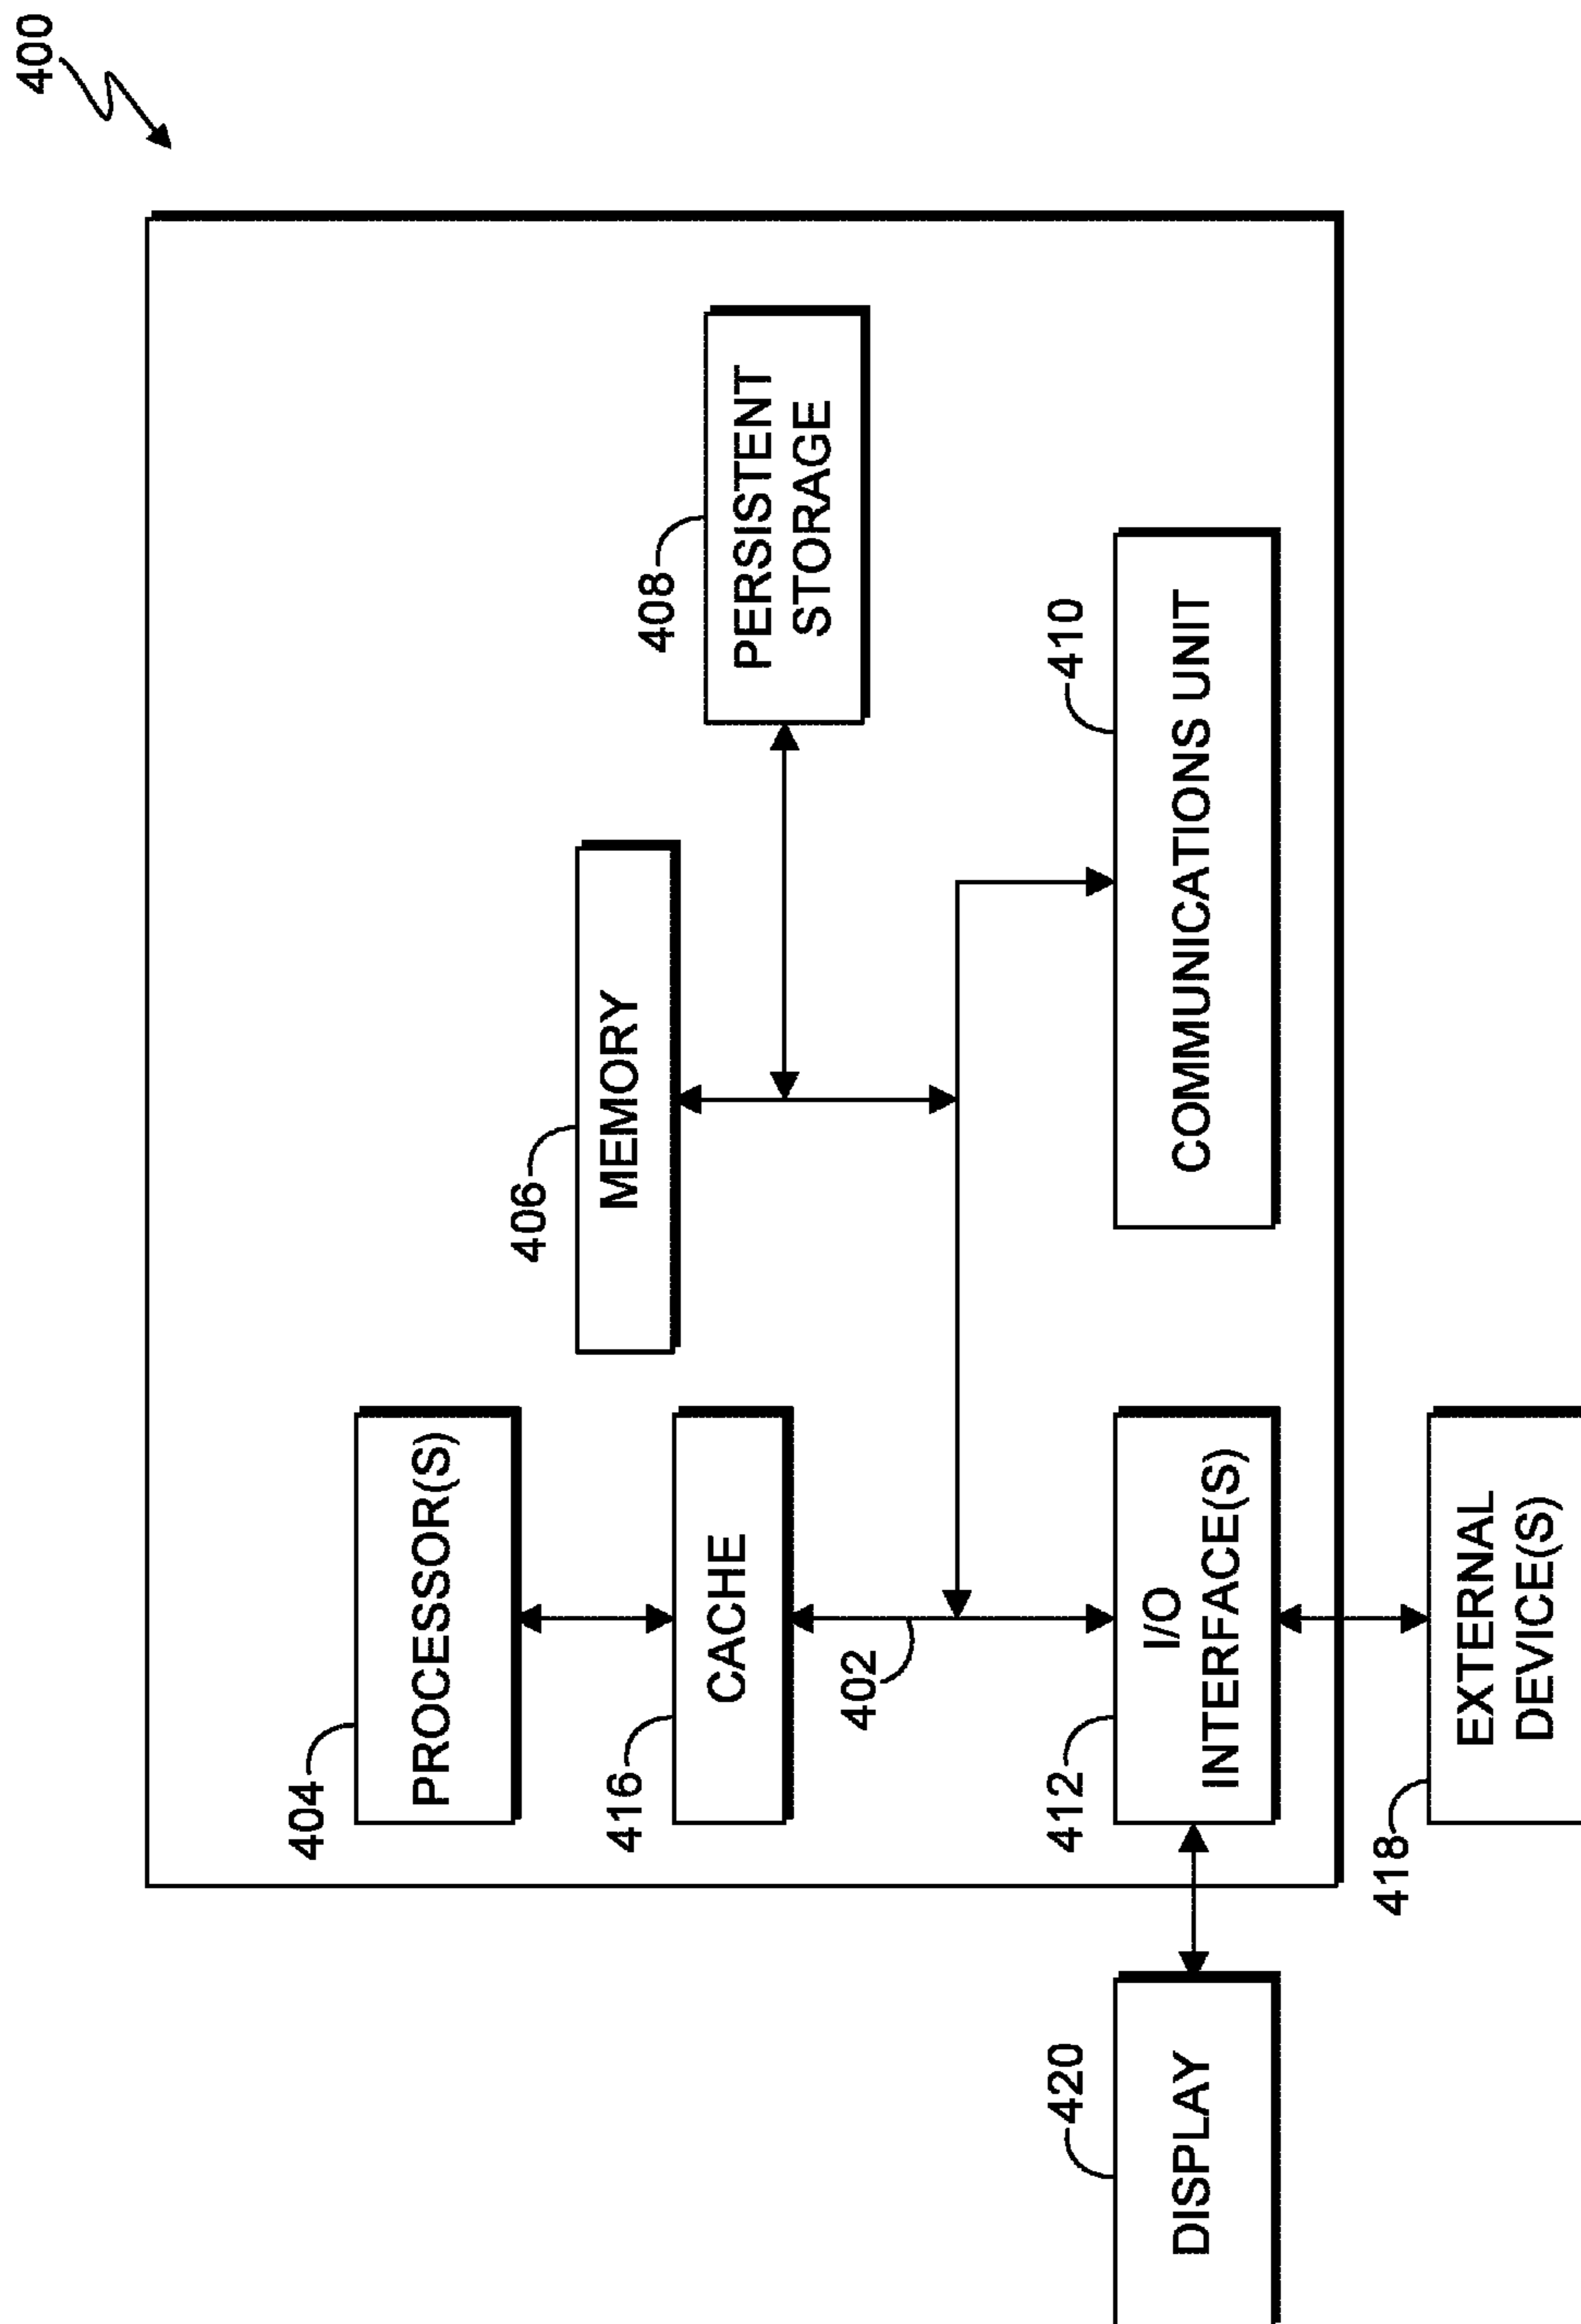 400
404
PROCESSOR(S)
406
MEMORY
416
CACHE
408
PERSISTENT
STORAGE
402
420
DISPLAY
412
I/O
INTERFACE(S)
410
COMMUNICATIONS UNIT
418
EXTERNAL
DEVICE(S)